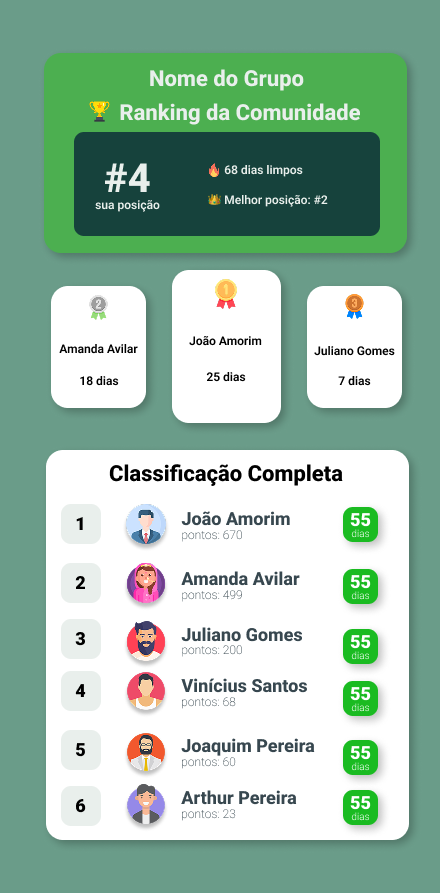 Nome do Grupo
🏆 Ranking da Comunidade
#4
sua posição
🔥 68 dias limpos
👑 Melhor posição: #2
2
Amanda Avilar
18 dias
1
João Amorim
25 dias
3
Juliano Gomes
7 dias
Classificação Completa
1
João Amorim
pontos: 670
55
dias
2
Amanda Avilar
pontos: 499
55
dias
3
Juliano Gomes
pontos: 200
55
dias
4
Vinícius Santos
pontos: 68
55
dias
5
Joaquim Pereira
pontos: 60
55
dias
6
Arthur Pereira
pontos: 23
55
dias